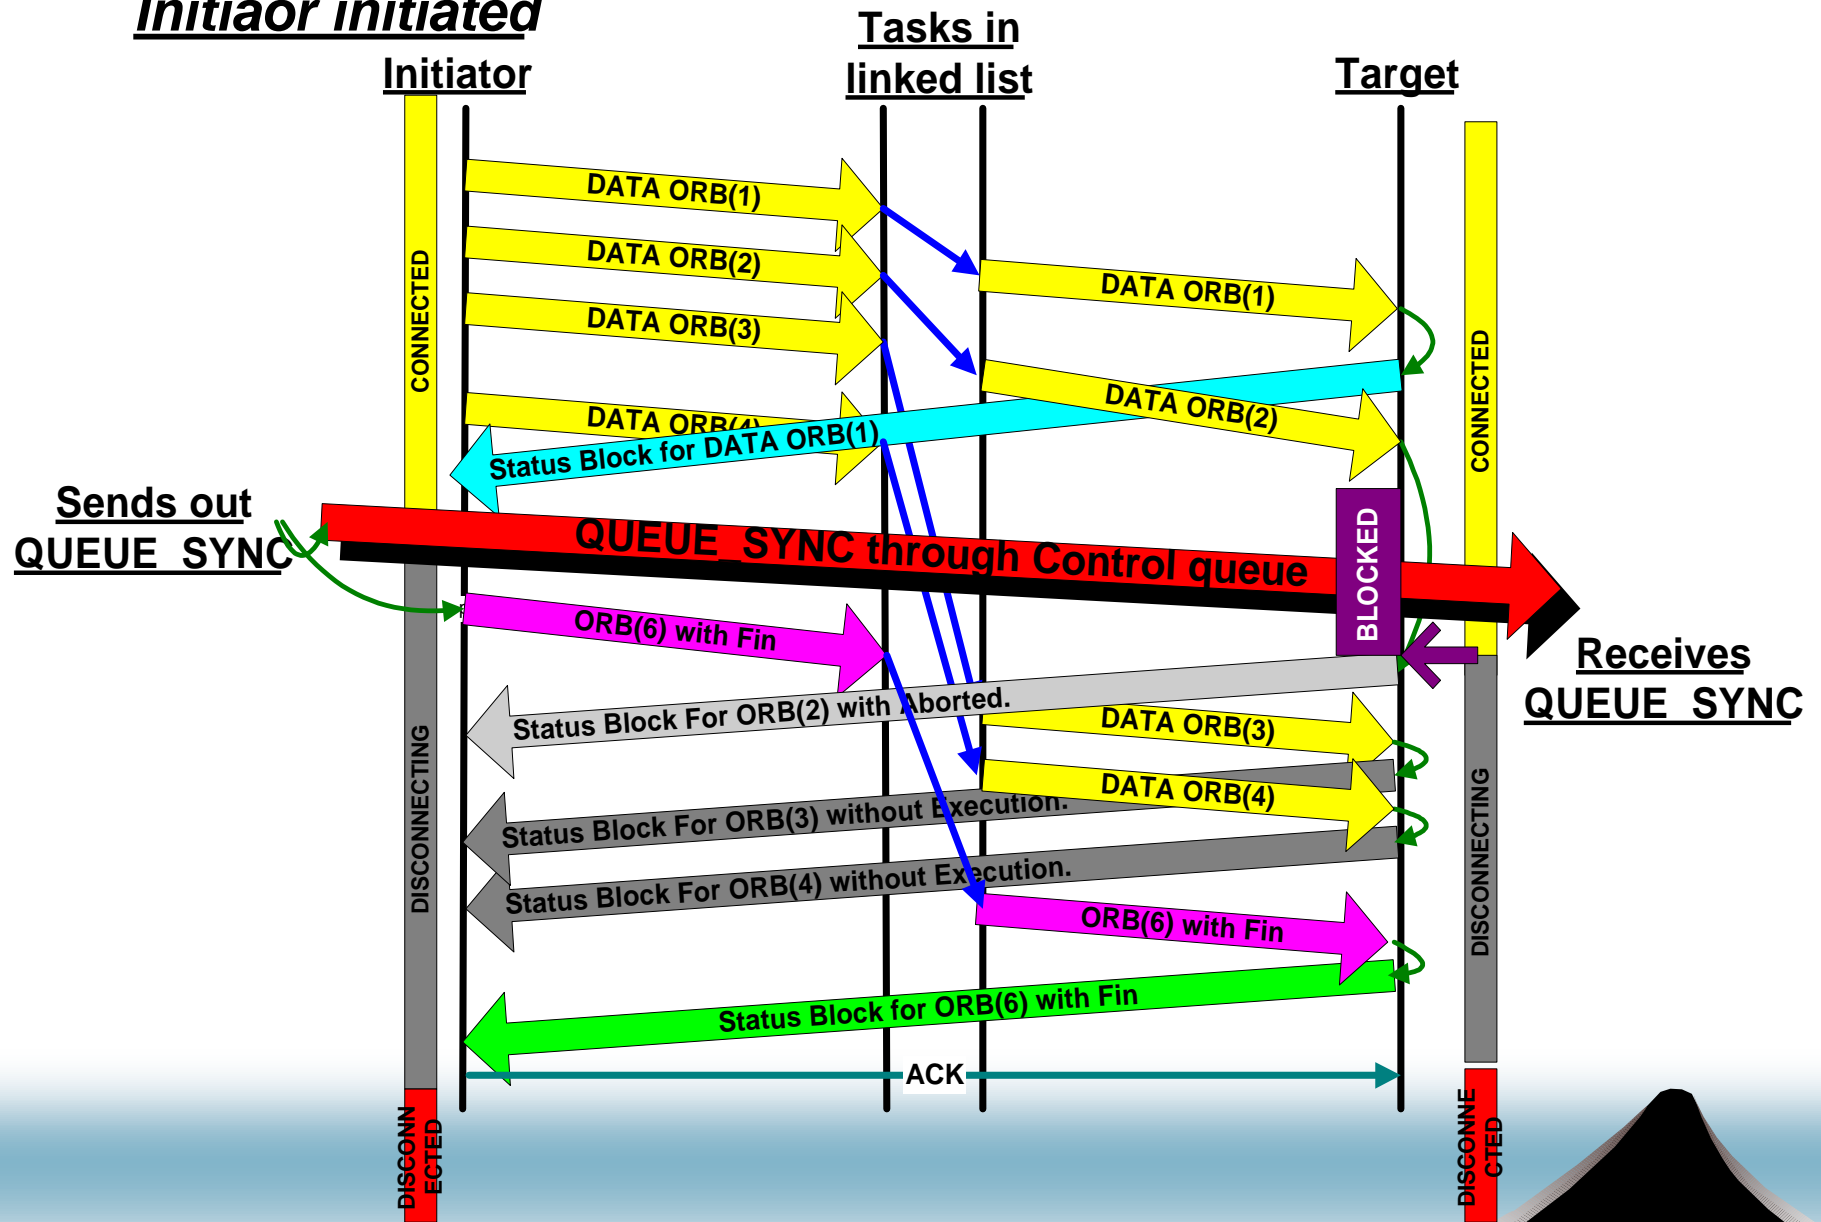 Initiaor initiated
Tasks in
linked list
Initiator
Target
DATA ORB(1)
DATA ORB(2)
DATA ORB(3)
DATA ORB(4)
DATA ORB(1)
DATA ORB(2)
CONNECTED
CONNECTED
Status Block for DATA ORB(1)
Sends out
QUEUE_SYNC
QUEUE_SYNC through Control queue
BLOCKED
ORB(6) with Fin
Receives
QUEUE_SYNC
Status Block For ORB(2) with Aborted.
DATA ORB(3)
DATA ORB(4)
Status Block For ORB(3) without Execution.
Status Block For ORB(4) without Execution.
DISCONNECTING
DISCONNECTING
ORB(6) with Fin
Status Block for ORB(6) with Fin
ACK
DISCONN
ECTED
DISCONNE
CTED